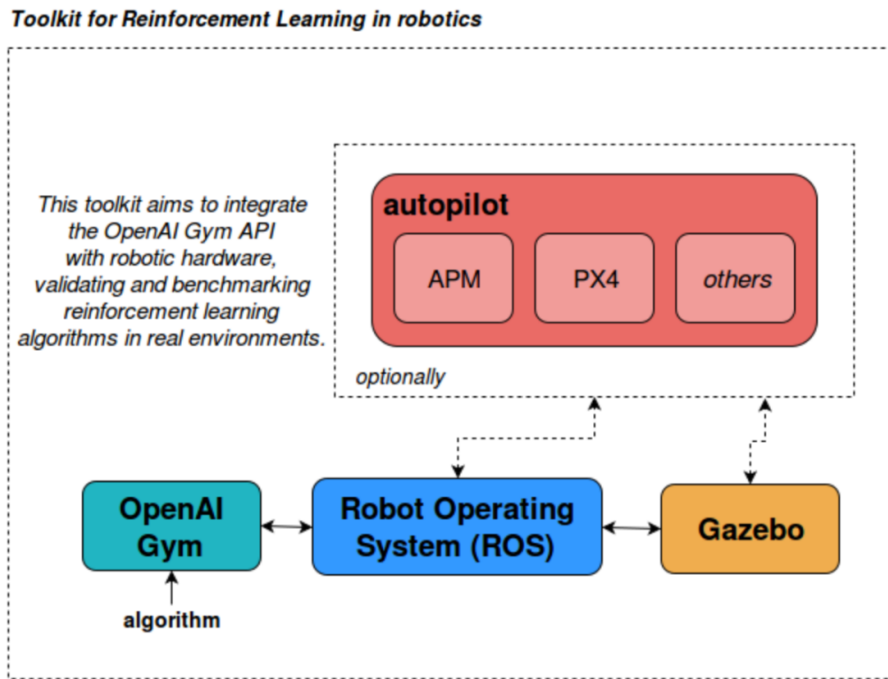 Toolkit for Reinforcement Learning in robotics
This toolkit aims to integrate
the OpenAI Gym API
with robotic hardware,
validating and benchmarking
reinforcement learning
algorithms in real environments.
autopilot
APM
PX4
others
optionally
OpenAI
Gym
Robot Operating
System (ROS)
Gazebo
algorithm